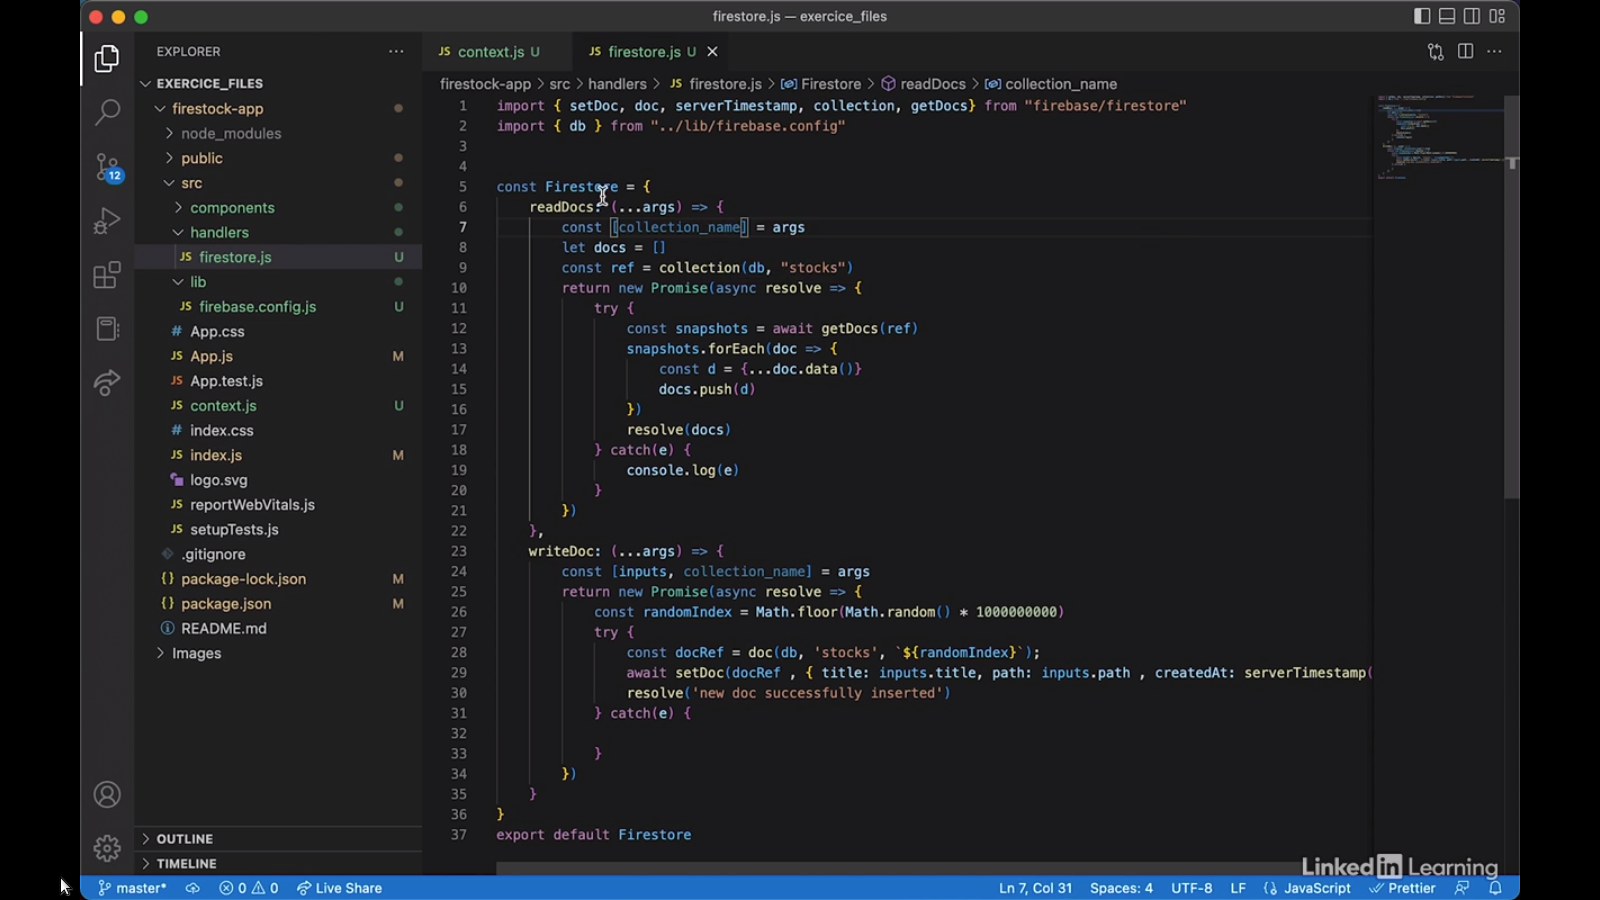 firestore.js — exercice_files
EXPLORER
context.js U
firestore.js U
EXERCICE_FILES
firestock-app > src > handlers > JS firestore.js > Firestore > readDocs > collection_name
firestock-app
node_modules
public
src
components
handlers
JS firestore.js U
lib
JS firebase.config.js U
# App.css
JS App.js M
JS App.test.js
JS context.js U
# index.css
JS index.js M
logo.svg
JS reportWebVitals.js
JS setupTests.js
.gitignore
{} package-lock.json M
{} package.json M
README.md
Images
OUTLINE
TIMELINE
12
1 import { setDoc, doc, serverTimestamp, collection, getDocs} from "firebase/firestore"
2 import { db } from "../lib/firebase.config"
3
4
5 const Firestore = {
6 readDocs: (...args) => {
7 const [collection_name] = args
8 let docs = []
9 const ref = collection(db, "stocks")
10 return new Promise(async resolve => {
11 try {
12 const snapshots = await getDocs(ref)
13 snapshots.forEach(doc => {
14 const d = {...doc.data()}
15 docs.push(d)
16 })
17 resolve(docs)
18 } catch(e) {
19 console.log(e)
20 }
21 })
22 },
23 writeDoc: (...args) => {
24 const [inputs, collection_name] = args
25 return new Promise(async resolve => {
26 const randomIndex = Math.floor(Math.random() * 1000000000)
27 try {
28 const docRef = doc(db, 'stocks', `${randomIndex}`);
29 await setDoc(docRef , { title: inputs.title, path: inputs.path , createdAt: serverTimestamp(
30 resolve('new doc successfully inserted')
31 } catch(e) {
32
33 }
34 })
35 }
36 }
37 export default Firestore
LinkedIn Learning
master* 0 0 Live Share Ln 7, Col 31 Spaces: 4 UTF-8 LF {} JavaScript Prettier